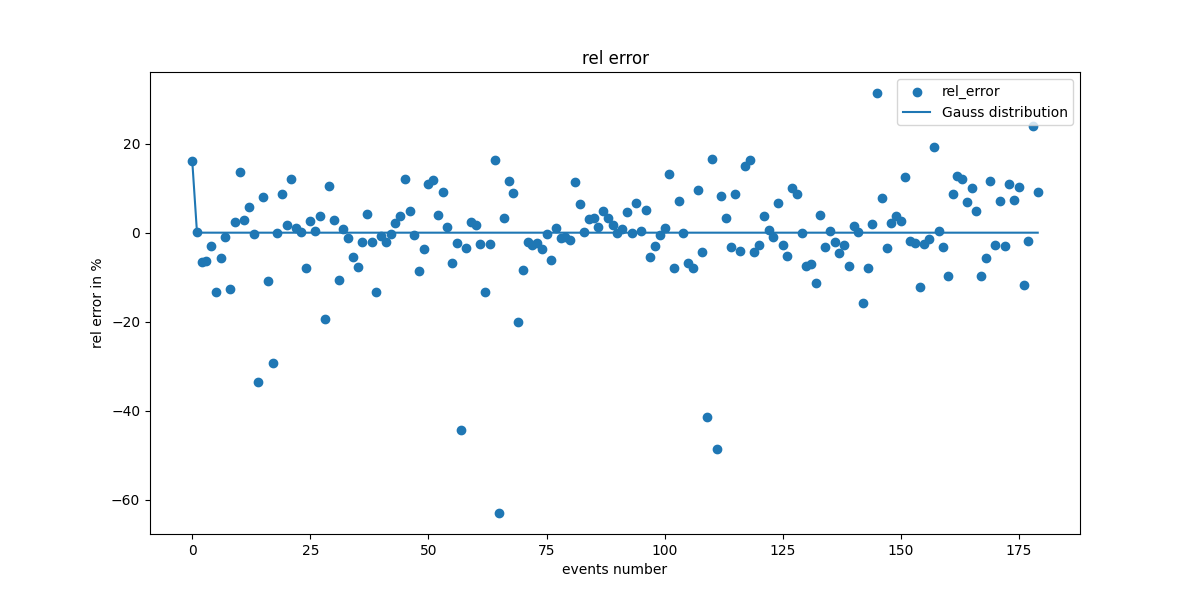 rel error
rel_error
Gauss distribution
20
0
−20
−40
−60
rel error in %
0
25
50
75
100
125
150
175
events number